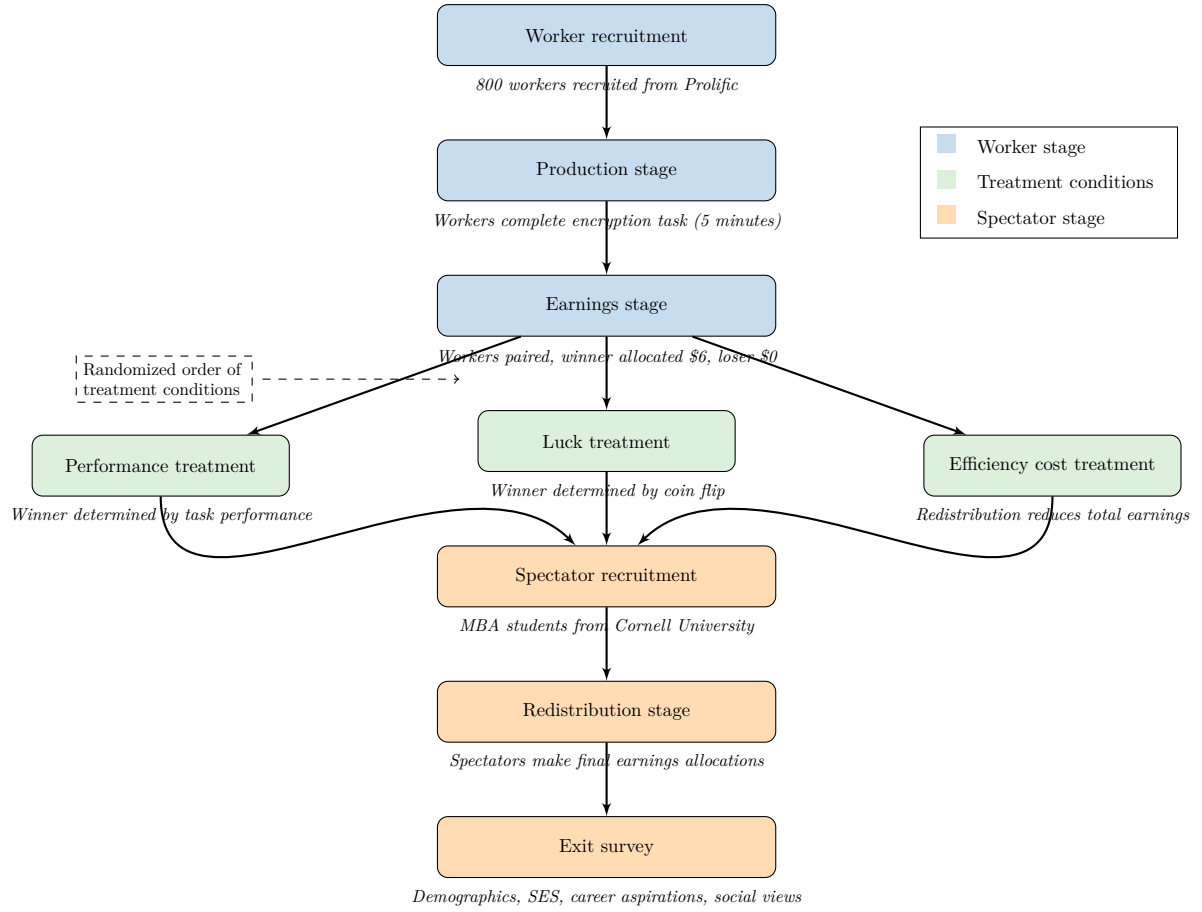 Worker recruitment
800 workers recruited from Prolific
Worker stage
Treatment conditions
Spectator stage
Production stage
Workers complete encryption task (5 minutes)
Earnings stage
Workers paired, winner allocated $6, loser $0
Randomized order of
treatment conditions
Performance treatment
Winner determined by task performance
Luck treatment
Winner determined by coin flip
Efficiency cost treatment
Redistribution reduces total earnings
Spectator recruitment
MBA students from Cornell University
Redistribution stage
Spectators make final earnings allocations
Exit survey
Demographics, SES, career aspirations, social views